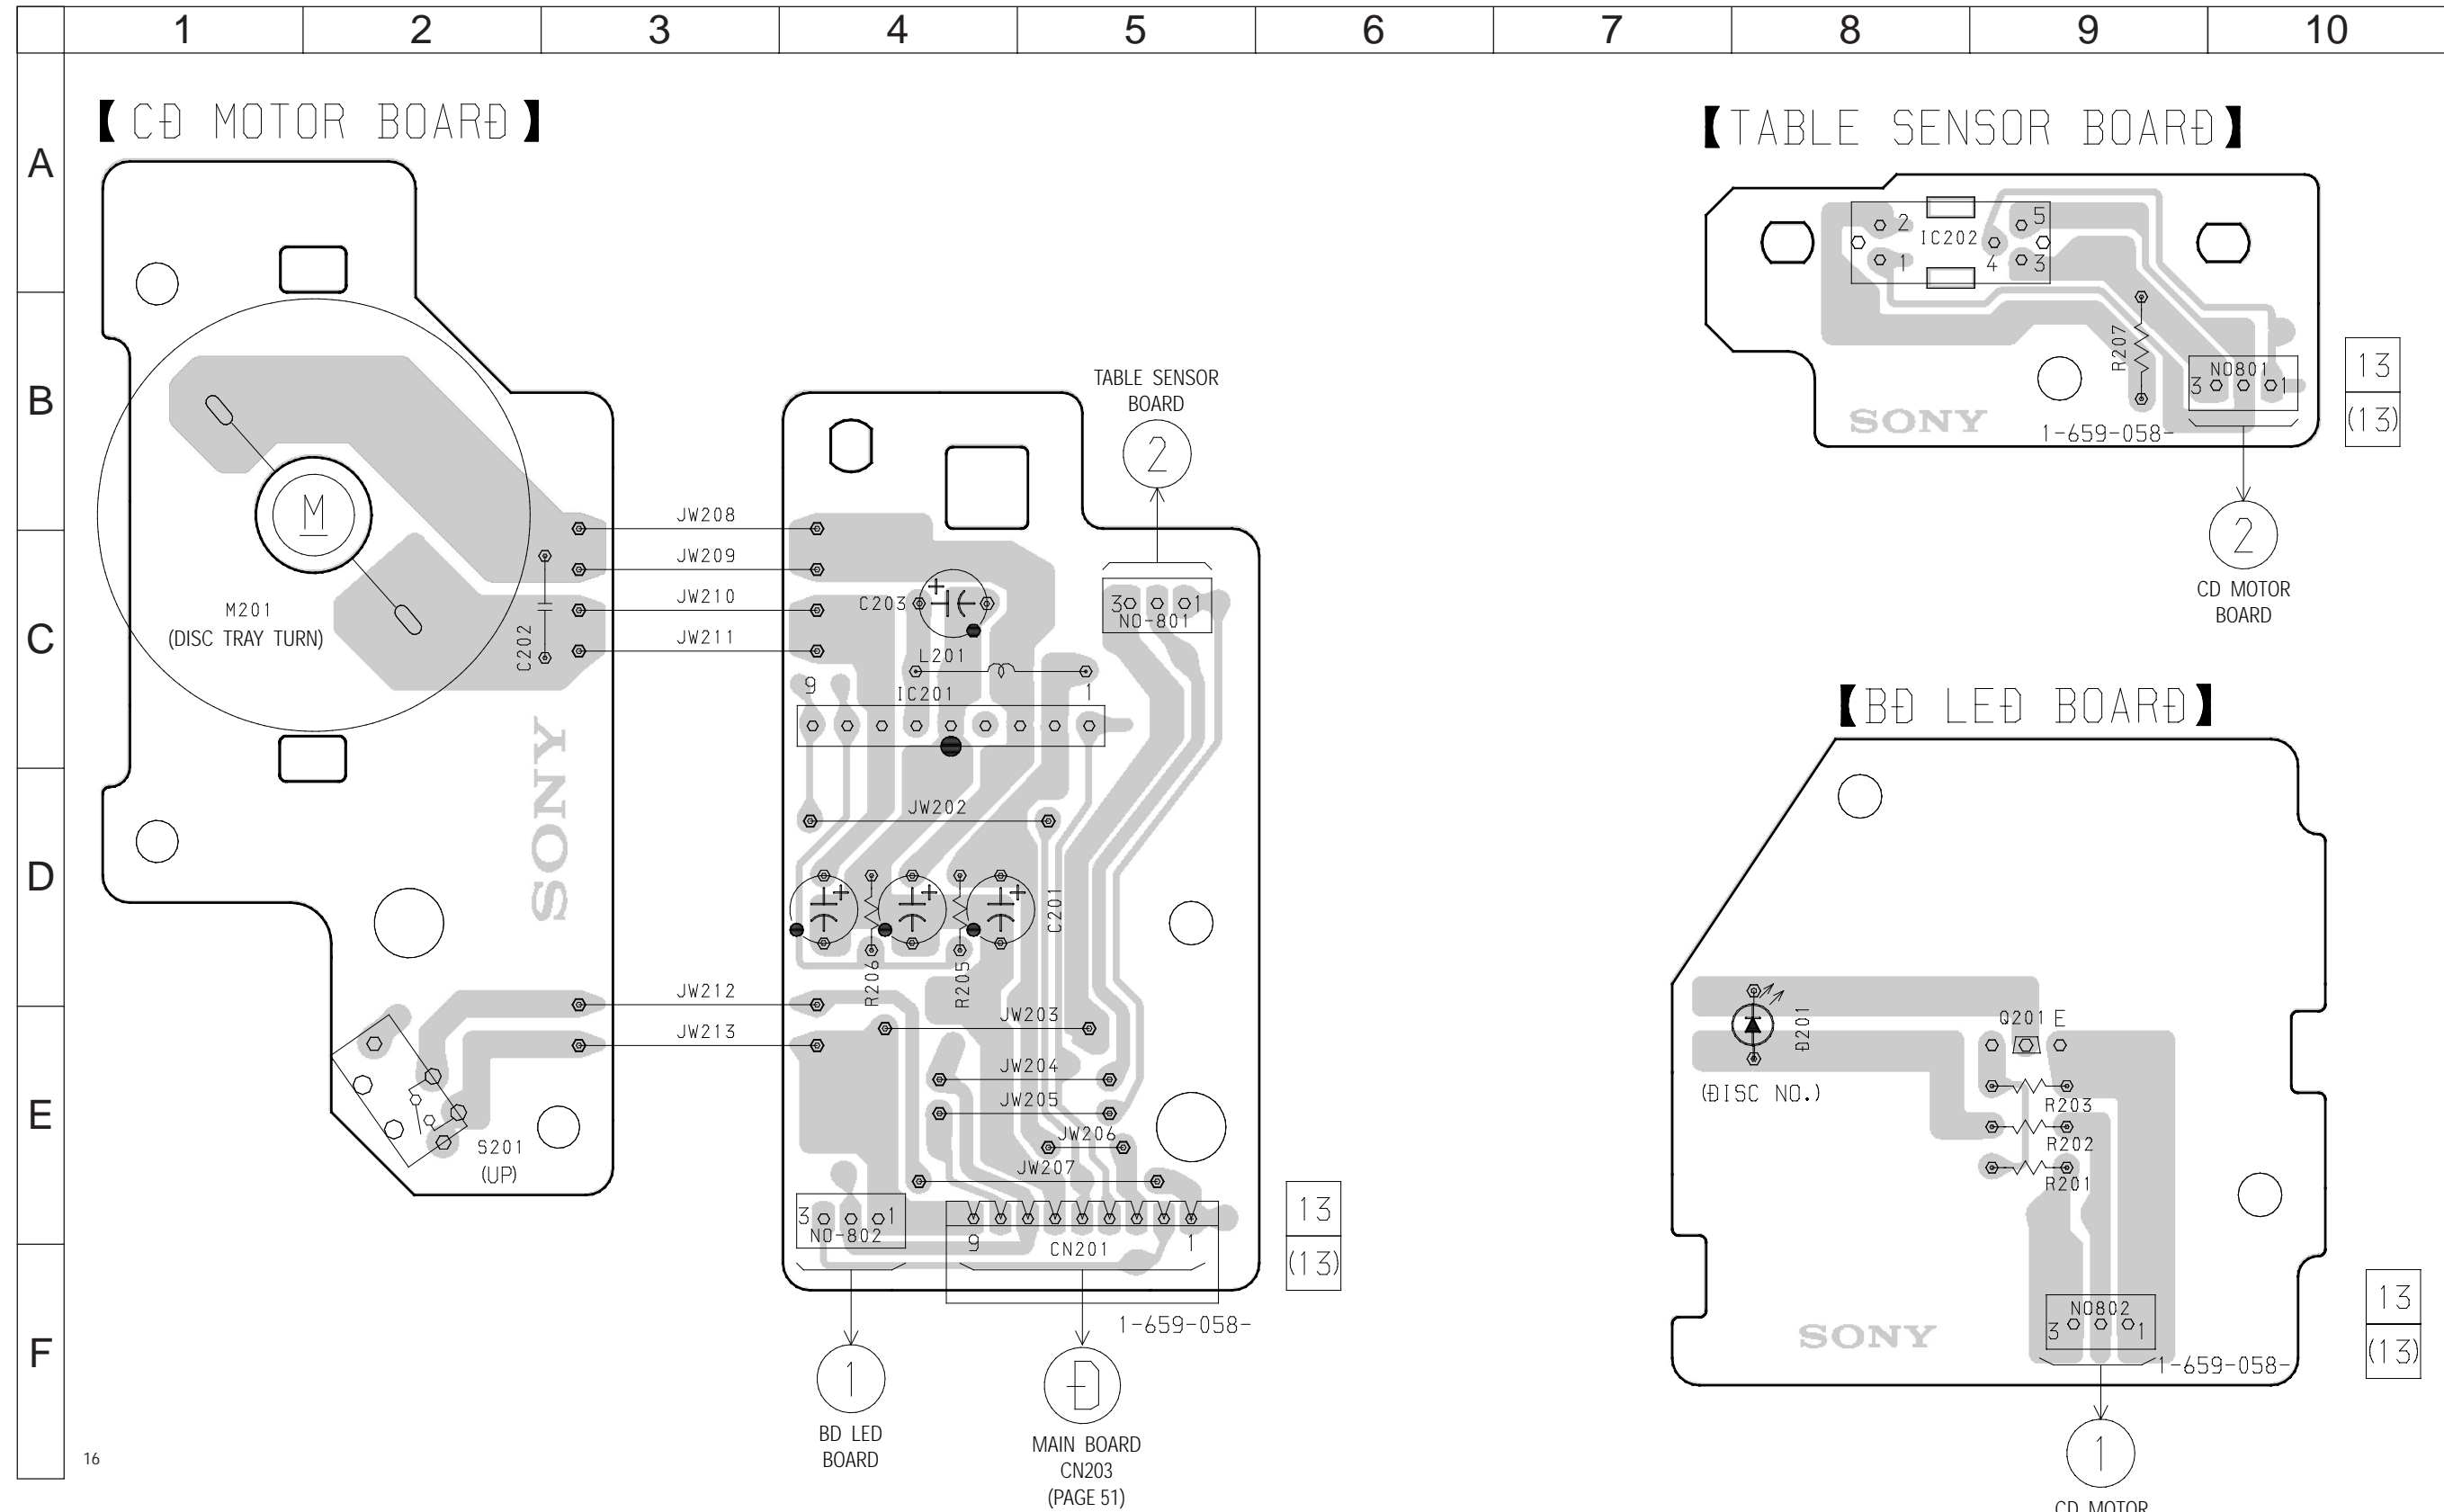 1 2 3 4 5 6 7 8 9 10
A
B
C
D
E
F
【CD MOTOR BOARD】
M
M201
(DISC TRAY TURN)
C202
SONY
S201
(UP)
JW208
JW209
JW210
JW211
JW212
JW213
TABLE SENSOR
BOARD
2
C203
3 1
NO-801
L201
9 IC201 1
JW202
C201
R206
R205
JW203
JW204
JW205
JW206
JW207
3 1
NO-802
9 CN201 1
1-659-058-
13
(13)
1
BD LED
BOARD
D
MAIN BOARD
CN203
(PAGE 51)
【TABLE SENSOR BOARD】
2 IC202 5
1 4 3
R207
NO801
3 1
SONY
1-659-058-
13
(13)
2
CD MOTOR
BOARD
【BD LED BOARD】
D201
(DISC NO.)
Q201 E
R203
R202
R201
NO802
3 1
SONY
1-659-058-
13
(13)
1
CD MOTOR
16